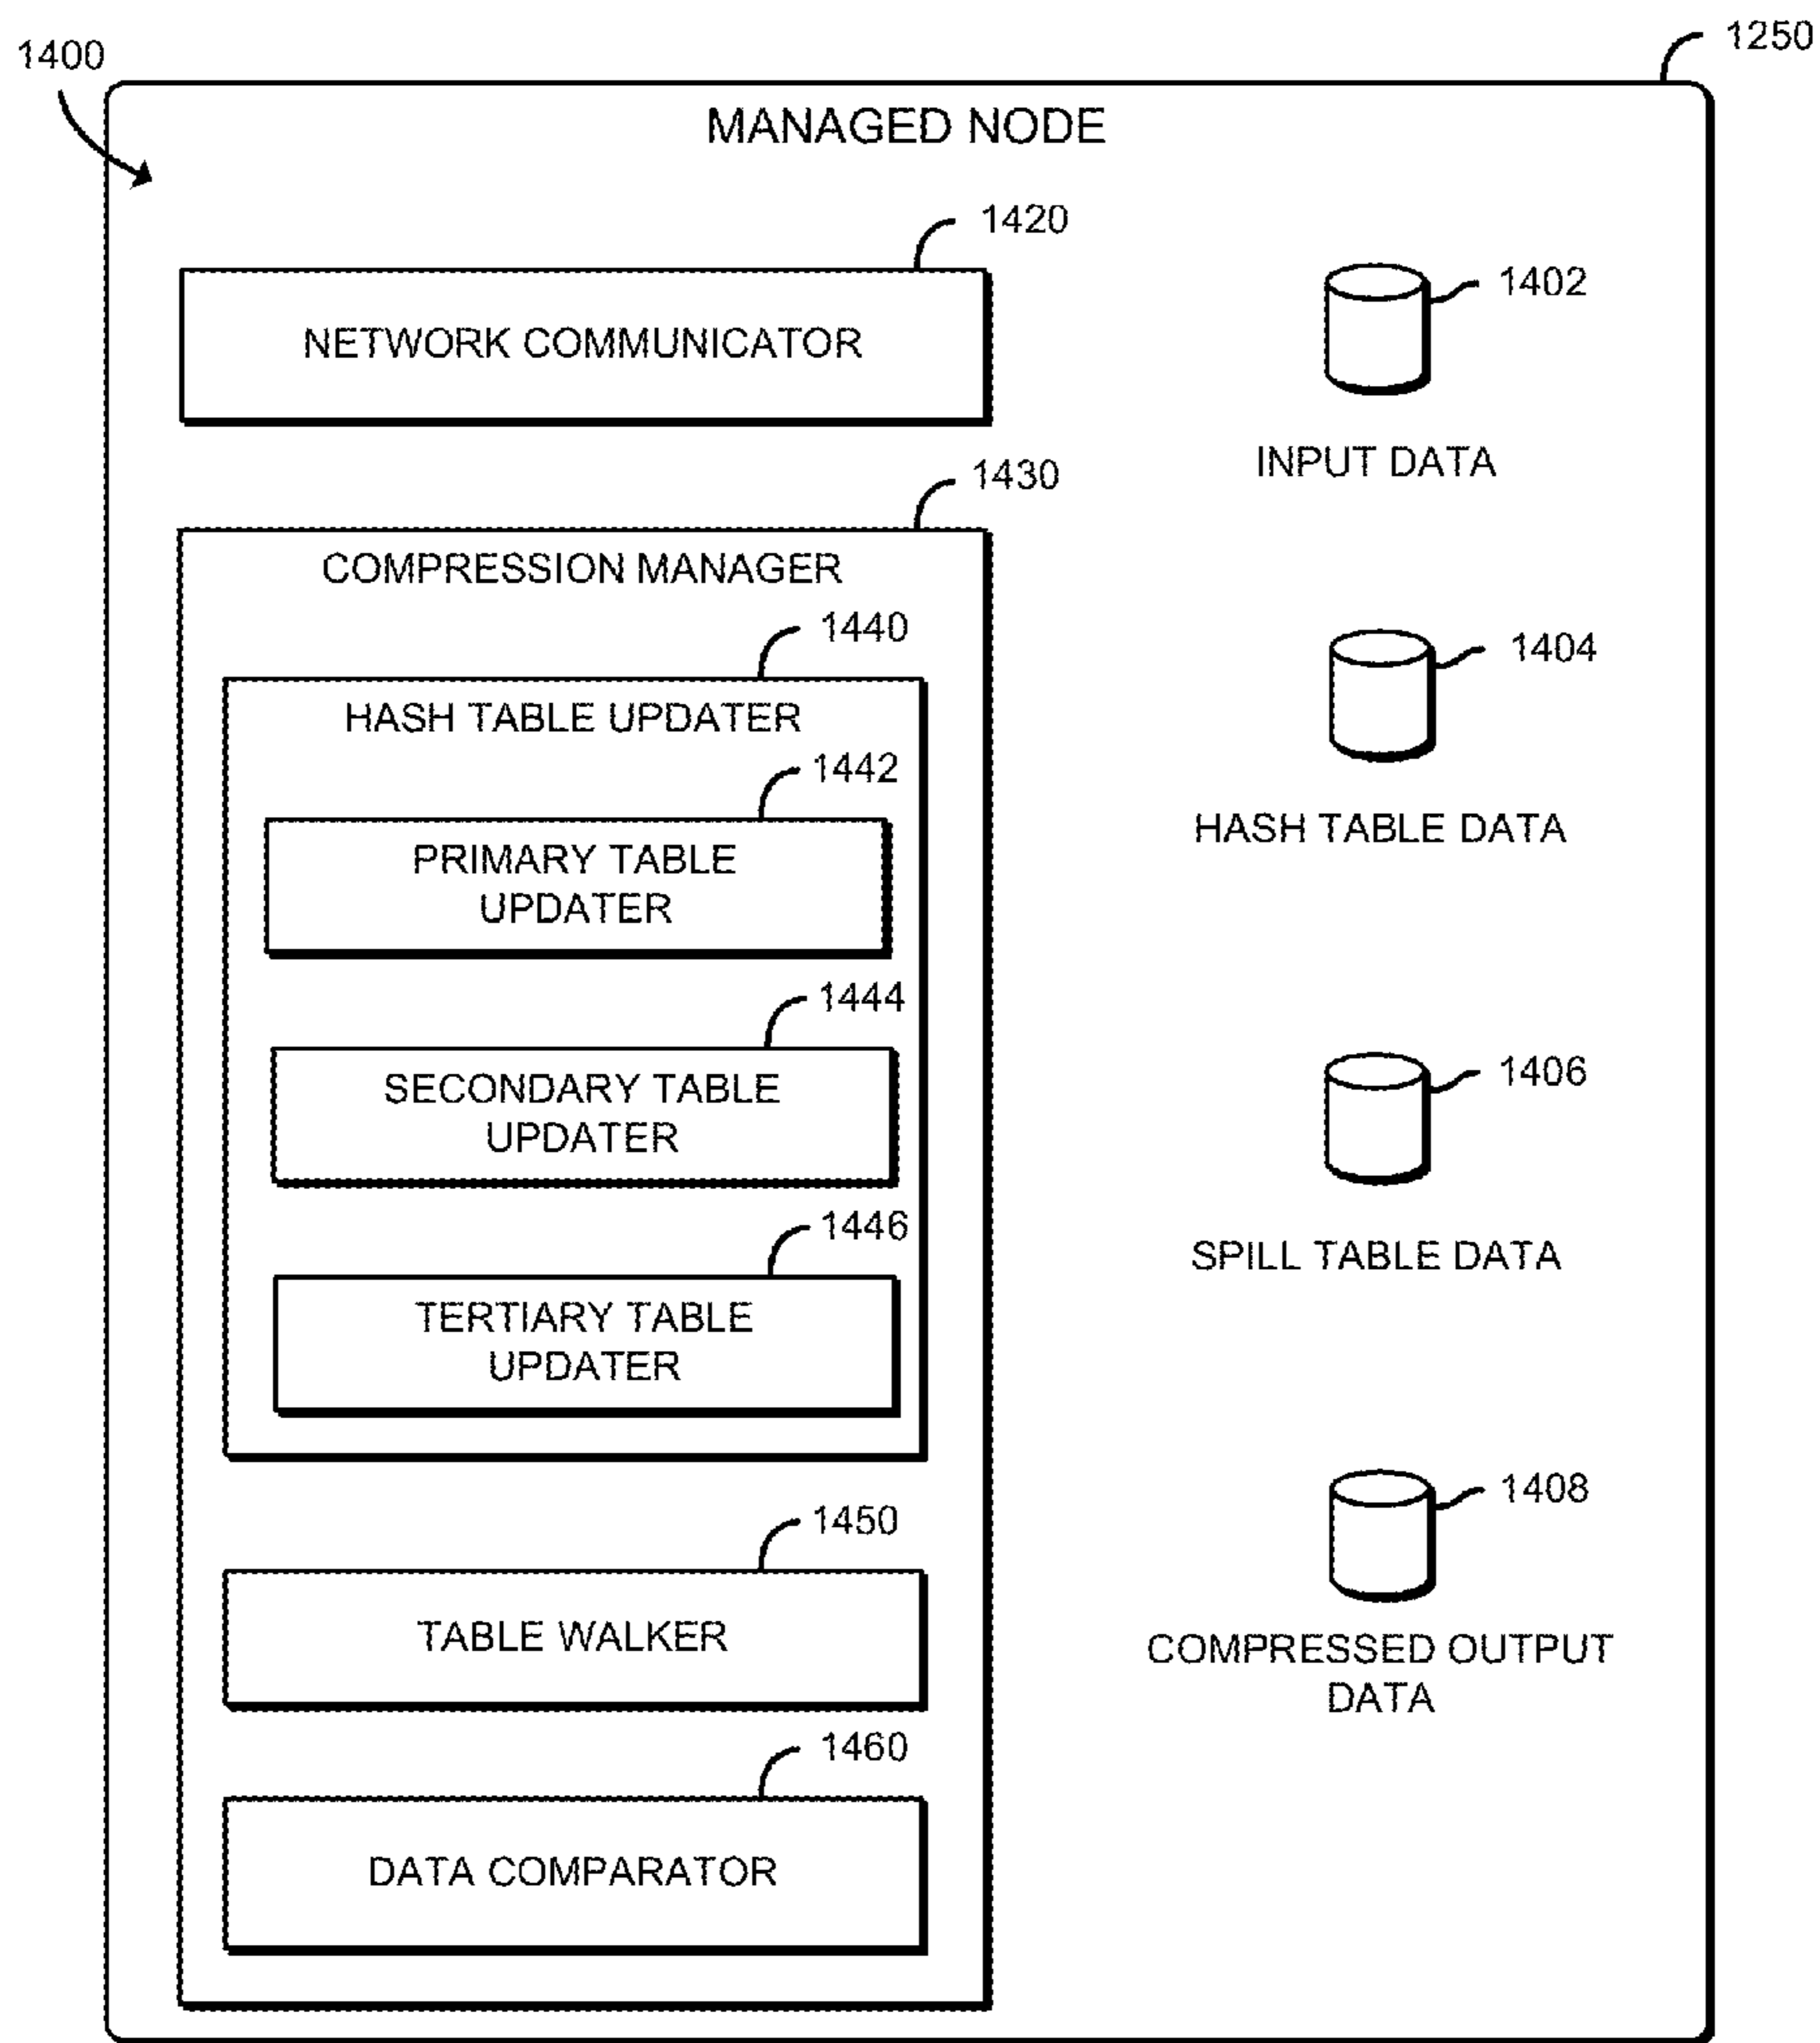 1400
1250
MANAGED NODE
1420
NETWORK COMMUNICATOR
1430
COMPRESSION MANAGER
1440
HASH TABLE UPDATER
1442
PRIMARY TABLE
UPDATER
1444
SECONDARY TABLE
UPDATER
1446
TERTIARY TABLE
UPDATER
1450
TABLE WALKER
1460
DATA COMPARATOR
1402
INPUT DATA
1404
HASH TABLE DATA
1406
SPILL TABLE DATA
1408
COMPRESSED OUTPUT
DATA